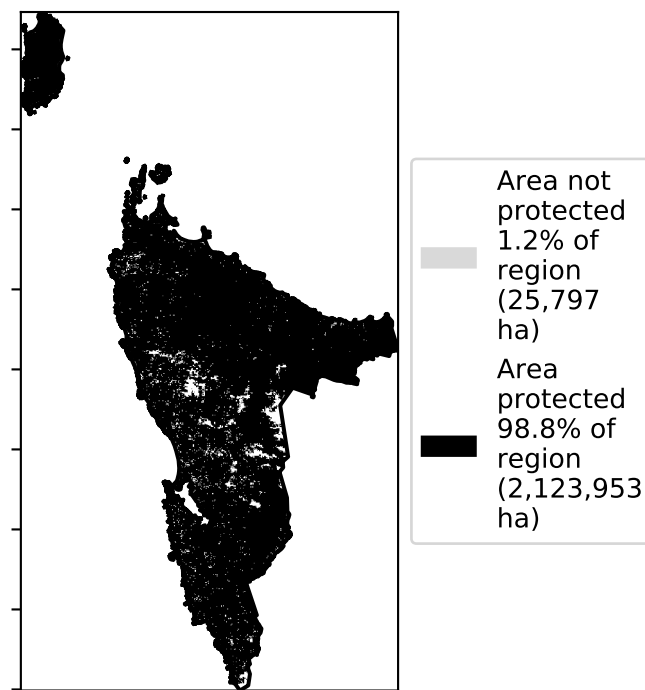 Area not
protected
1.2% of
region
(25,797
ha)
Area
protected
98.8% of
region
(2,123,953
ha)